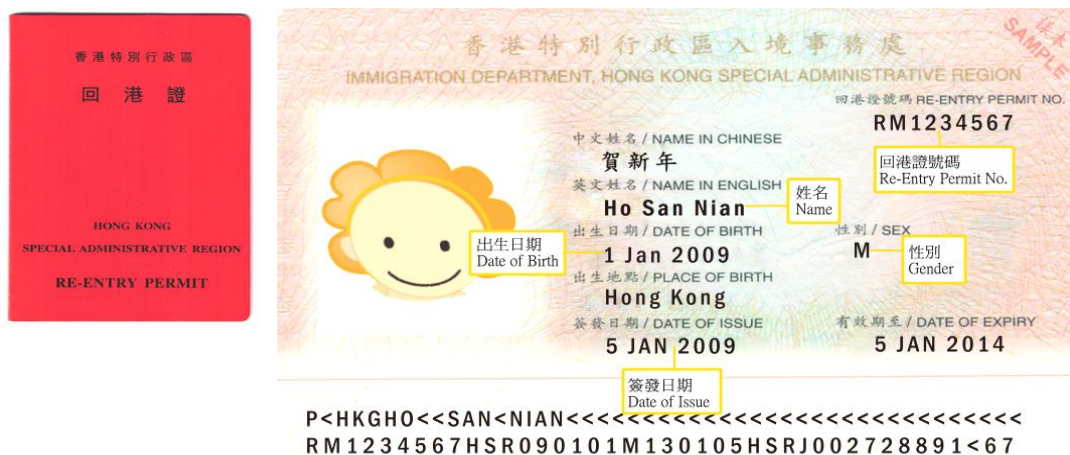 香港特別行政區
回港證
HONG KONG
SPECIAL ADMINISTRATIVE REGION
RE-ENTRY PERMIT
香港特別行政區入境事務處
樣本
SAMPLE
IMMIGRATION DEPARTMENT, HONG KONG SPECIAL ADMINISTRATIVE REGION
回港證號碼 RE-ENTRY PERMIT NO.
RM1234567
回港證號碼
Re-Entry Permit No.
中文姓名 / NAME IN CHINESE
賀新年
英文姓名 / NAME IN ENGLISH
Ho San Nian
姓名
Name
出生日期 / DATE OF BIRTH
1 Jan 2009
出生日期
Date of Birth
性別 / SEX
M
性別
Gender
出生地點 / PLACE OF BIRTH
Hong Kong
簽發日期 / DATE OF ISSUE
5 JAN 2009
有效期至 / DATE OF EXPIRY
5 JAN 2014
簽發日期
Date of Issue
P<HKGHO<<SAN<NIAN<<<<<<<<<<<<<<<<<<<<<<<<<<<
RM1234567HSR090101M130105HSRJ002728891<67